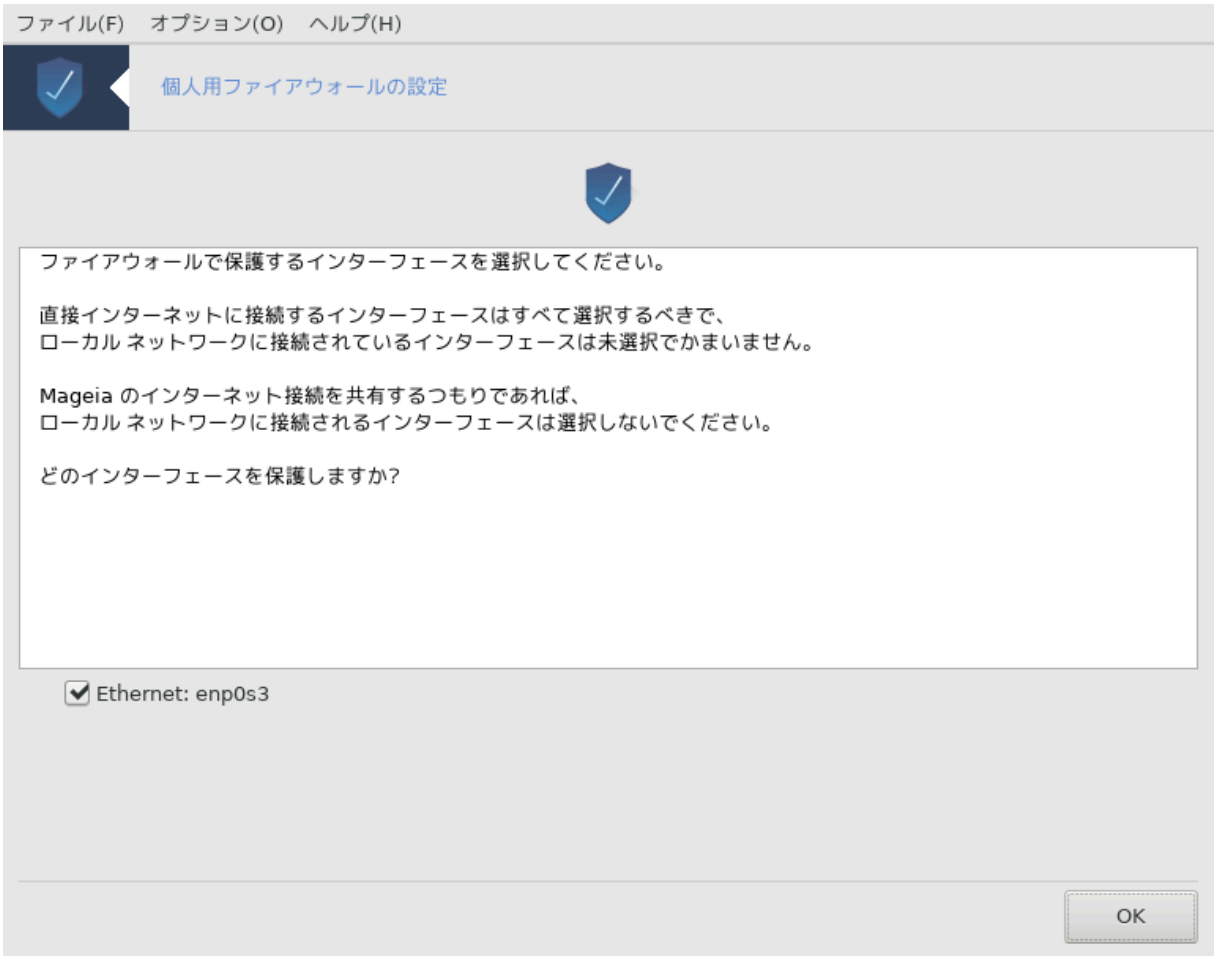 ファイル(F) オプション(O) ヘルプ(H)
個人用ファイアウォールの設定
ファイアウォールで保護するインターフェースを選択してください。
直接インターネットに接続するインターフェースはすべて選択するべきで、
ローカル ネットワークに接続されているインターフェースは未選択でかまいません。
Mageia のインターネット接続を共有するつもりであれば、
ローカル ネットワークに接続されるインターフェースは選択しないでください。
どのインターフェースを保護しますか?
Ethernet: enp0s3
OK